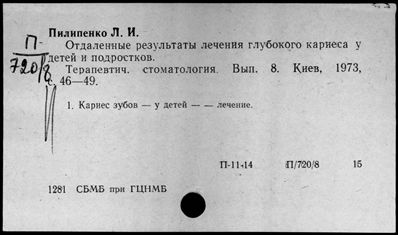 Пилипенко Л. И.
П-
720/8
Отдаленные результаты лечения глубокого кариеса у
детей и подростков.
Терапевтич. стоматология. Вып. 8. Киев, 1973,
с. 46—49.
1. Кариес зубов — у детей — — лечение.
П-11-14 П/720/8 15
1281 СБМБ при ГЦНМБ